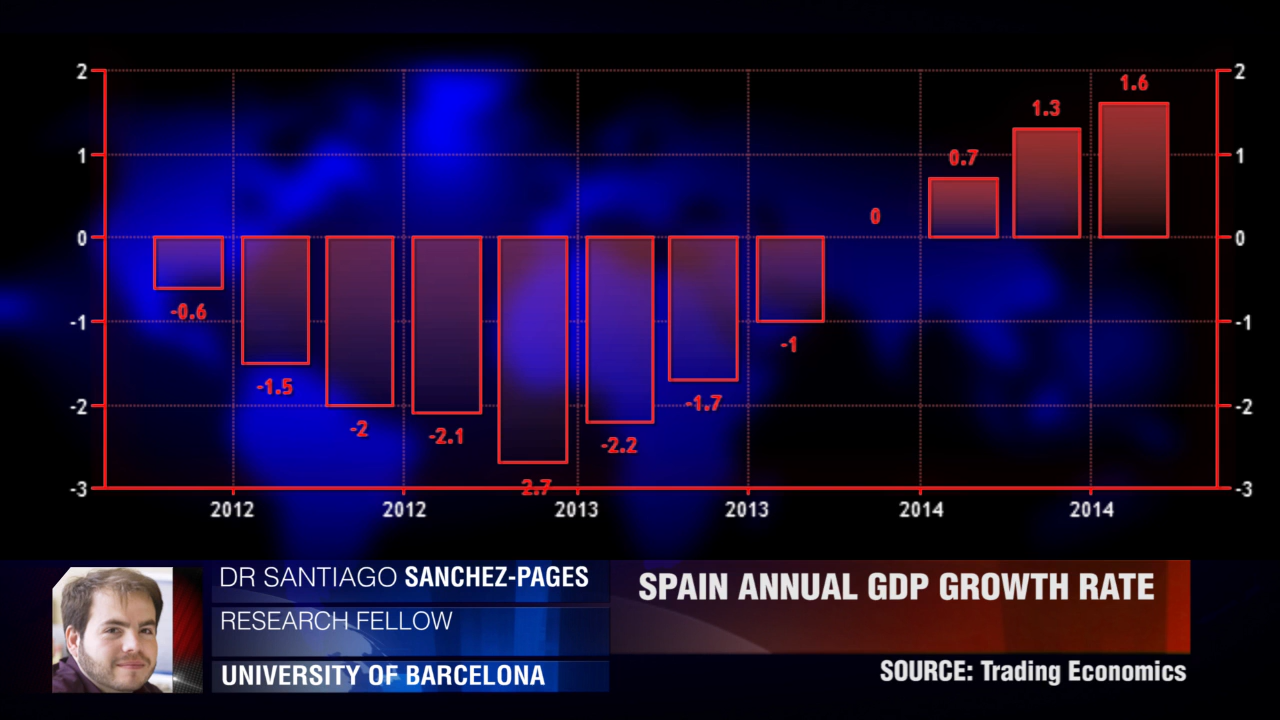 2 2
1.6
1.3
1 0.7 1
0
0 0
-0.6
-1 -1
-1
-1.5
-2 -1.7 -2
-2
-2.1
-2.2
-3 2.7 -3
2012 2012 2013 2013 2014 2014
DR SANTIAGO SANCHEZ-PAGES
RESEARCH FELLOW
UNIVERSITY OF BARCELONA
SPAIN ANNUAL GDP GROWTH RATE
SOURCE: Trading Economics